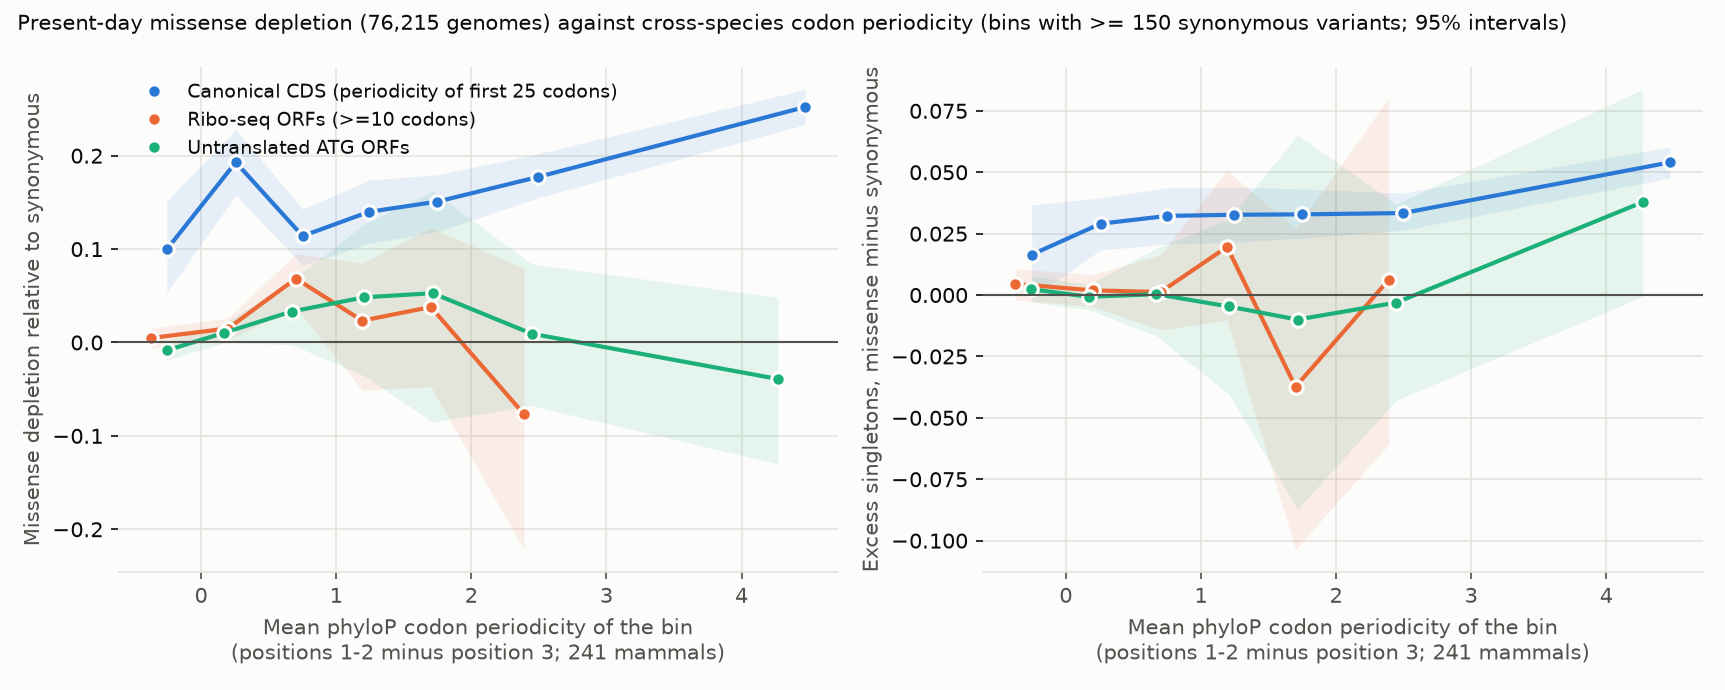 Present-day missense depletion (76,215 genomes) against cross-species codon periodicity (bins with >= 150 synonymous variants; 95% intervals)
Missense depletion relative to synonymous
Canonical CDS (periodicity of first 25 codons)
Ribo-seq ORFs (>=10 codons)
Untranslated ATG ORFs
0.2
0.1
0.0
−0.1
−0.2
0 1 2 3 4
Mean phyloP codon periodicity of the bin
(positions 1-2 minus position 3; 241 mammals)
Excess singletons, missense minus synonymous
0.075
0.050
0.025
0.000
−0.025
−0.050
−0.075
−0.100
0 1 2 3 4
Mean phyloP codon periodicity of the bin
(positions 1-2 minus position 3; 241 mammals)